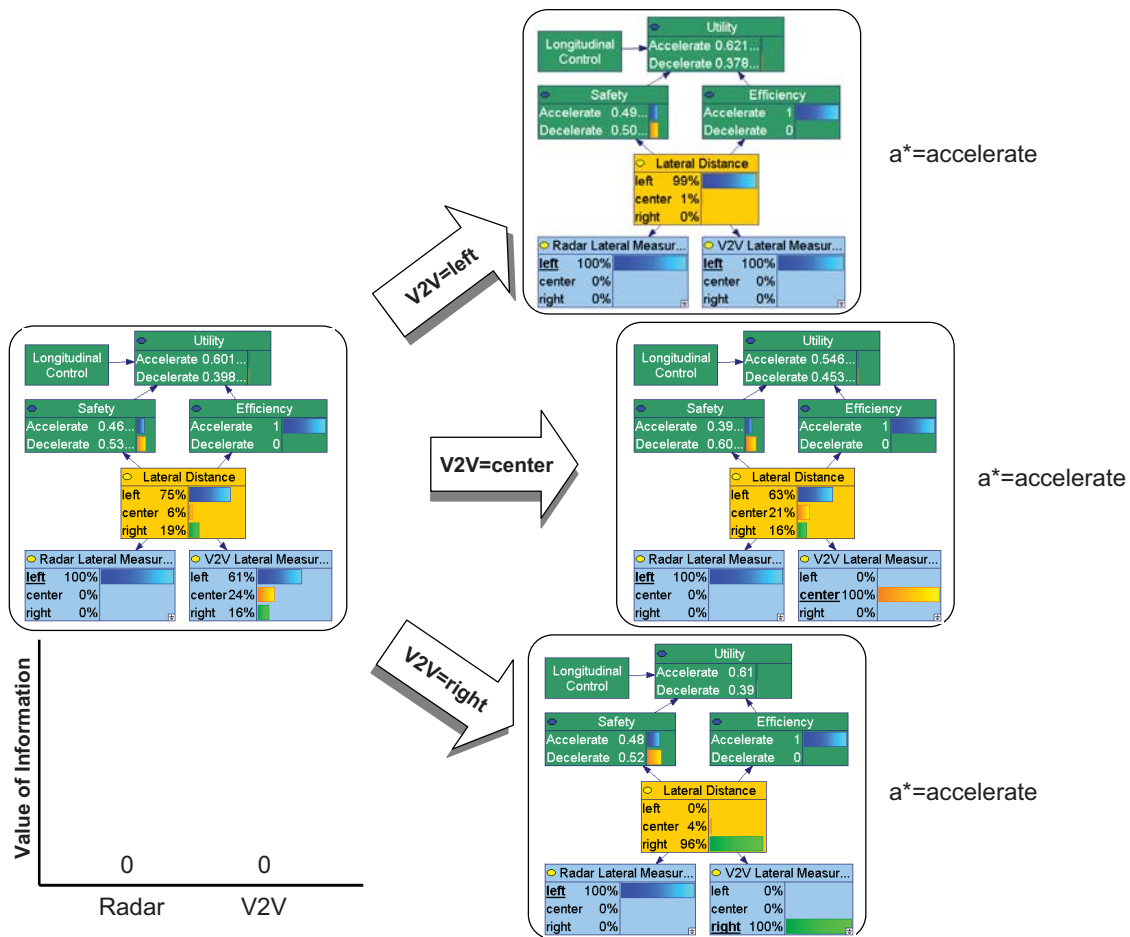 Utility
Longitudinal
Control
Accelerate 0.621...
Decelerate 0.378...
Safety
Accelerate 0.49...
Decelerate 0.50...
Efficiency
Accelerate 1
Decelerate 0
Lateral Distance
left 99%
center 1%
right 0%
Radar Lateral Measur...
left 100%
center 0%
right 0%
V2V Lateral Measur...
left 100%
center 0%
right 0%
a*=accelerate
V2V=left
Utility
Longitudinal
Control
Accelerate 0.601...
Decelerate 0.398...
Safety
Accelerate 0.46...
Decelerate 0.53...
Efficiency
Accelerate 1
Decelerate 0
Lateral Distance
left 75%
center 6%
right 19%
Radar Lateral Measur...
left 100%
center 0%
right 0%
V2V Lateral Measur...
left 61%
center 24%
right 16%
V2V=center
Utility
Longitudinal
Control
Accelerate 0.546...
Decelerate 0.453...
Safety
Accelerate 0.39...
Decelerate 0.60...
Efficiency
Accelerate 1
Decelerate 0
Lateral Distance
left 63%
center 21%
right 16%
Radar Lateral Measur...
left 100%
center 0%
right 0%
V2V Lateral Measur...
left 0%
center 100%
right 0%
a*=accelerate
V2V=right
Utility
Longitudinal
Control
Accelerate 0.61
Decelerate 0.39
Safety
Accelerate 0.48
Decelerate 0.52
Efficiency
Accelerate 1
Decelerate 0
Lateral Distance
left 0%
center 4%
right 96%
Radar Lateral Measur...
left 100%
center 0%
right 0%
V2V Lateral Measur...
left 0%
center 0%
right 100%
a*=accelerate
Value of Information
0 0
Radar V2V